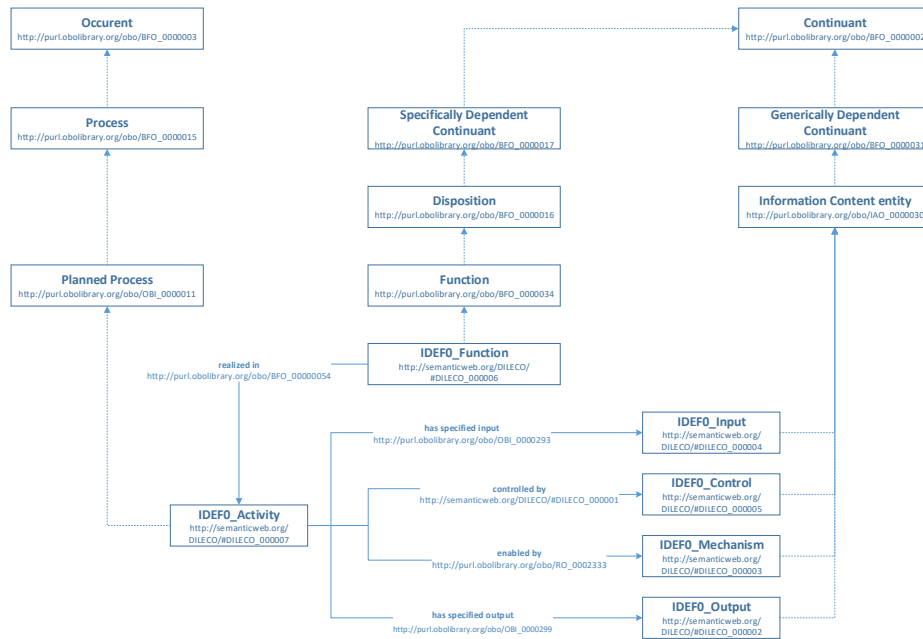 Occurent
http://purl.obolibrary.org/obo/BFO_0000003
Continuant
http://purl.obolibrary.org/obo/BFO_0000002
Process
http://purl.obolibrary.org/obo/BFO_0000015
Specifically Dependent
Continuant
http://purl.obolibrary.org/obo/BFO_0000017
Generically Dependent
Continuant
http://purl.obolibrary.org/obo/BFO_0000031
Disposition
http://purl.obolibrary.org/obo/BFO_0000016
Information Content entity
http://purl.obolibrary.org/obo/IAO_0000030
Planned Process
http://purl.obolibrary.org/obo/OBI_0000011
Function
http://purl.obolibrary.org/obo/BFO_0000034
IDEF0_Function
http://semanticweb.org/DILECO/
#DILECO_000006
realized in
http://purl.obolibrary.org/obo/BFO_00000054
has specified input
http://purl.obolibrary.org/obo/OBI_0000293
IDEF0_Input
http://semanticweb.org/
DILECO/#DILECO_000004
controlled by
http://semanticweb.org/DILECO/#DILECO_000001
IDEF0_Control
http://semanticweb.org/
DILECO/#DILECO_000005
IDEF0_Activity
http://semanticweb.org/
DILECO/#DILECO_000007
enabled by
http://purl.obolibrary.org/obo/RO_0002333
IDEF0_Mechanism
http://semanticweb.org/
DILECO/#DILECO_000003
has specified output
http://purl.obolibrary.org/obo/OBI_0000299
IDEF0_Output
http://semanticweb.org/
DILECO/#DILECO_000002